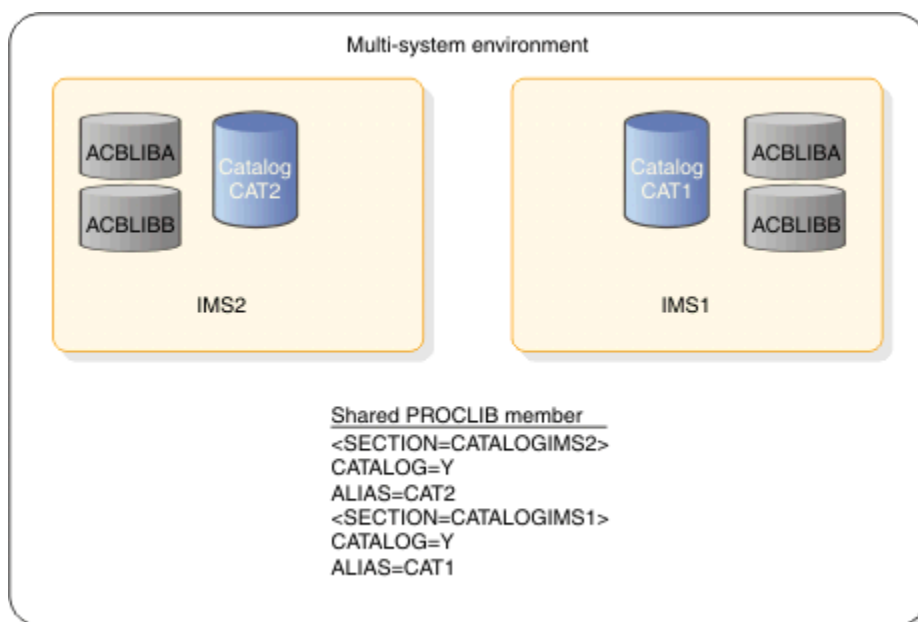 Multi-system environment
ACBLIBA
ACBLIBB
Catalog
CAT2
IMS2
Catalog
CAT1
ACBLIBA
ACBLIBB
IMS1
Shared PROCLIB member
<SECTION=CATALOGIMS2>
CATALOG=Y
ALIAS=CAT2
<SECTION=CATALOGIMS1>
CATALOG=Y
ALIAS=CAT1